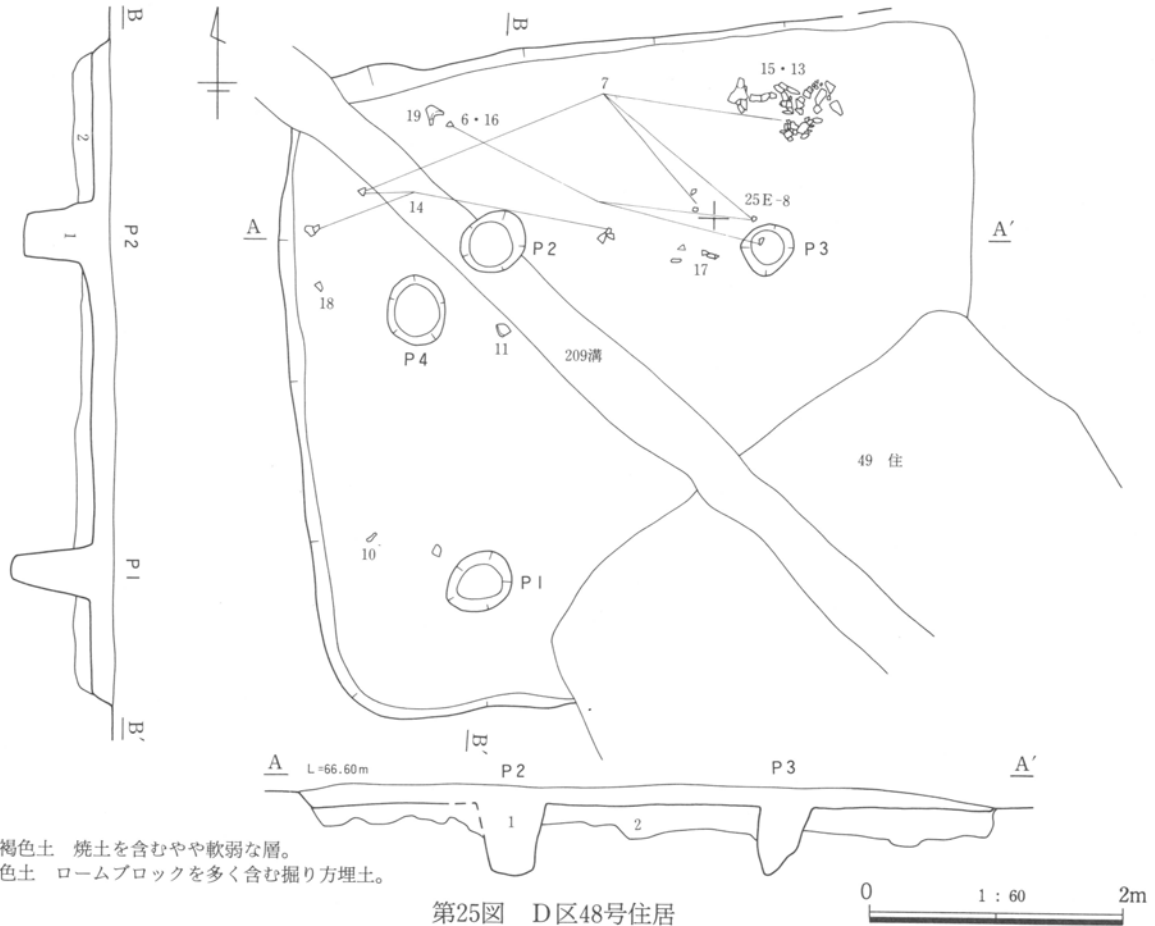 B
B
7
15・13
19
6・16
2
14
25E-8
A
A′
1
P2
P2
P3
17
18
P4
11
209溝
49 住
10
P1
P1
B′
B′
A
L=66.60m
P2
P3
A′
1
2
褐色土 焼土を含むやや軟弱な層。
色土 ロームブロックを多く含む掘り方埋土。
0
1：60
2m
第25図 D区48号住居